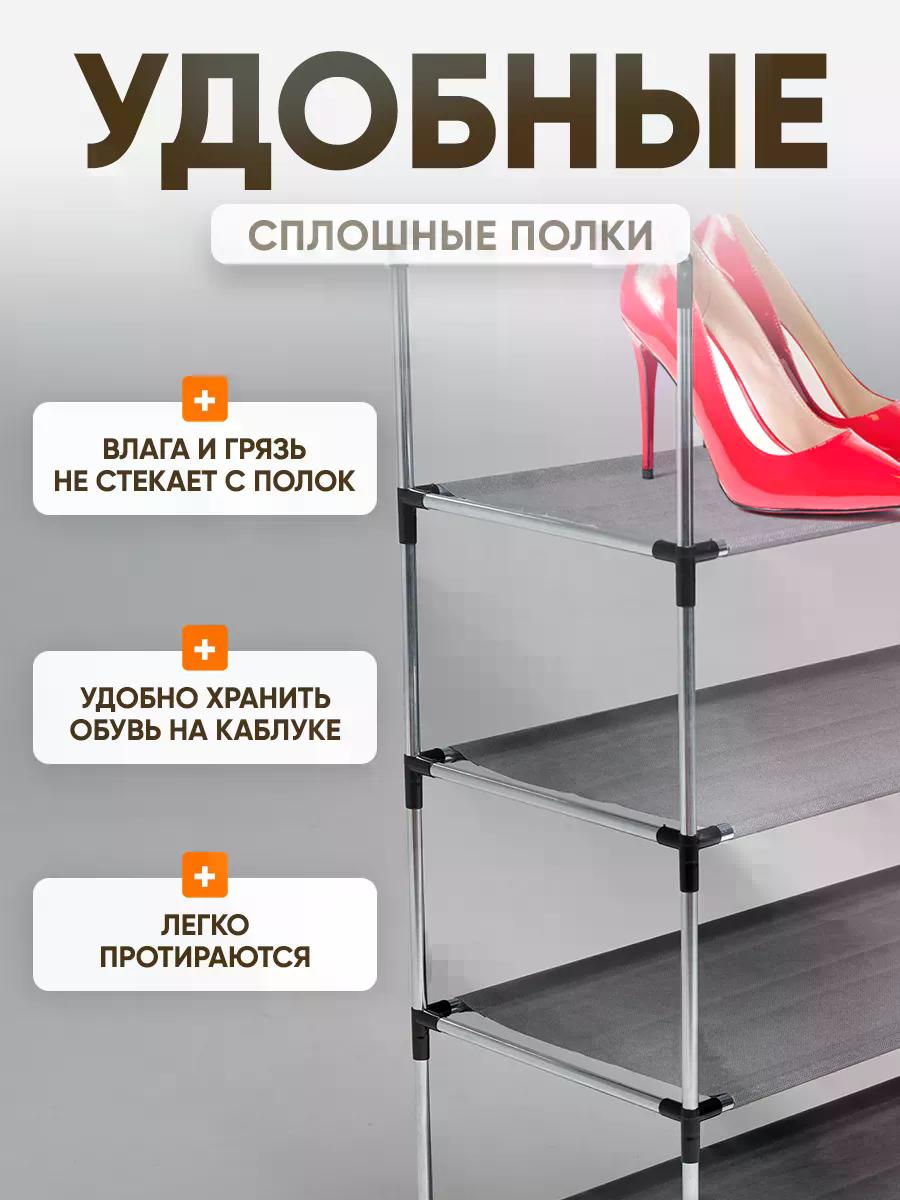 УДОБНЫЕ
СПЛОШНЫЕ ПОЛКИ
+
ВЛАГА И ГРЯЗЬ
НЕ СТЕКАЕТ С ПОЛОК
+
УДОБНО ХРАНИТЬ
ОБУВЬ НА КАБЛУКЕ
+
ЛЕГКО
ПРОТИРАЮТСЯ